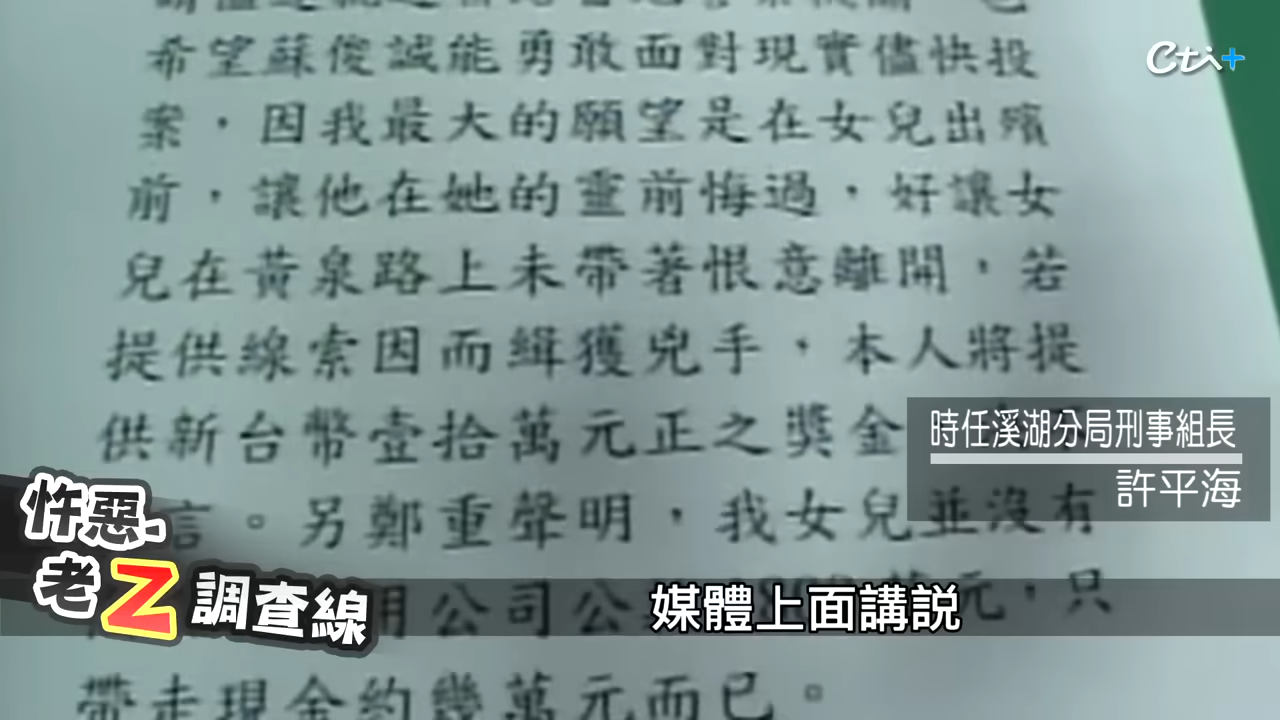 希望蘇俊誠能勇敢面對現實儘快投
案，因我最大的願望是在女兒出殯
前，讓他在她的靈前悔過，好讓女
兒在黃泉路上未帶著恨意離開，若
提供線索因而緝獲兇手，本人將提
供新台幣壹拾萬元正之獎金
言。另鄭重聲明，我女兒並沒有
用公司公 元，只
帶走現金約幾萬元而已。
Cti+
時任溪湖分局刑事組長
許平海
忤惡-
老Z調查線
媒體上面講說